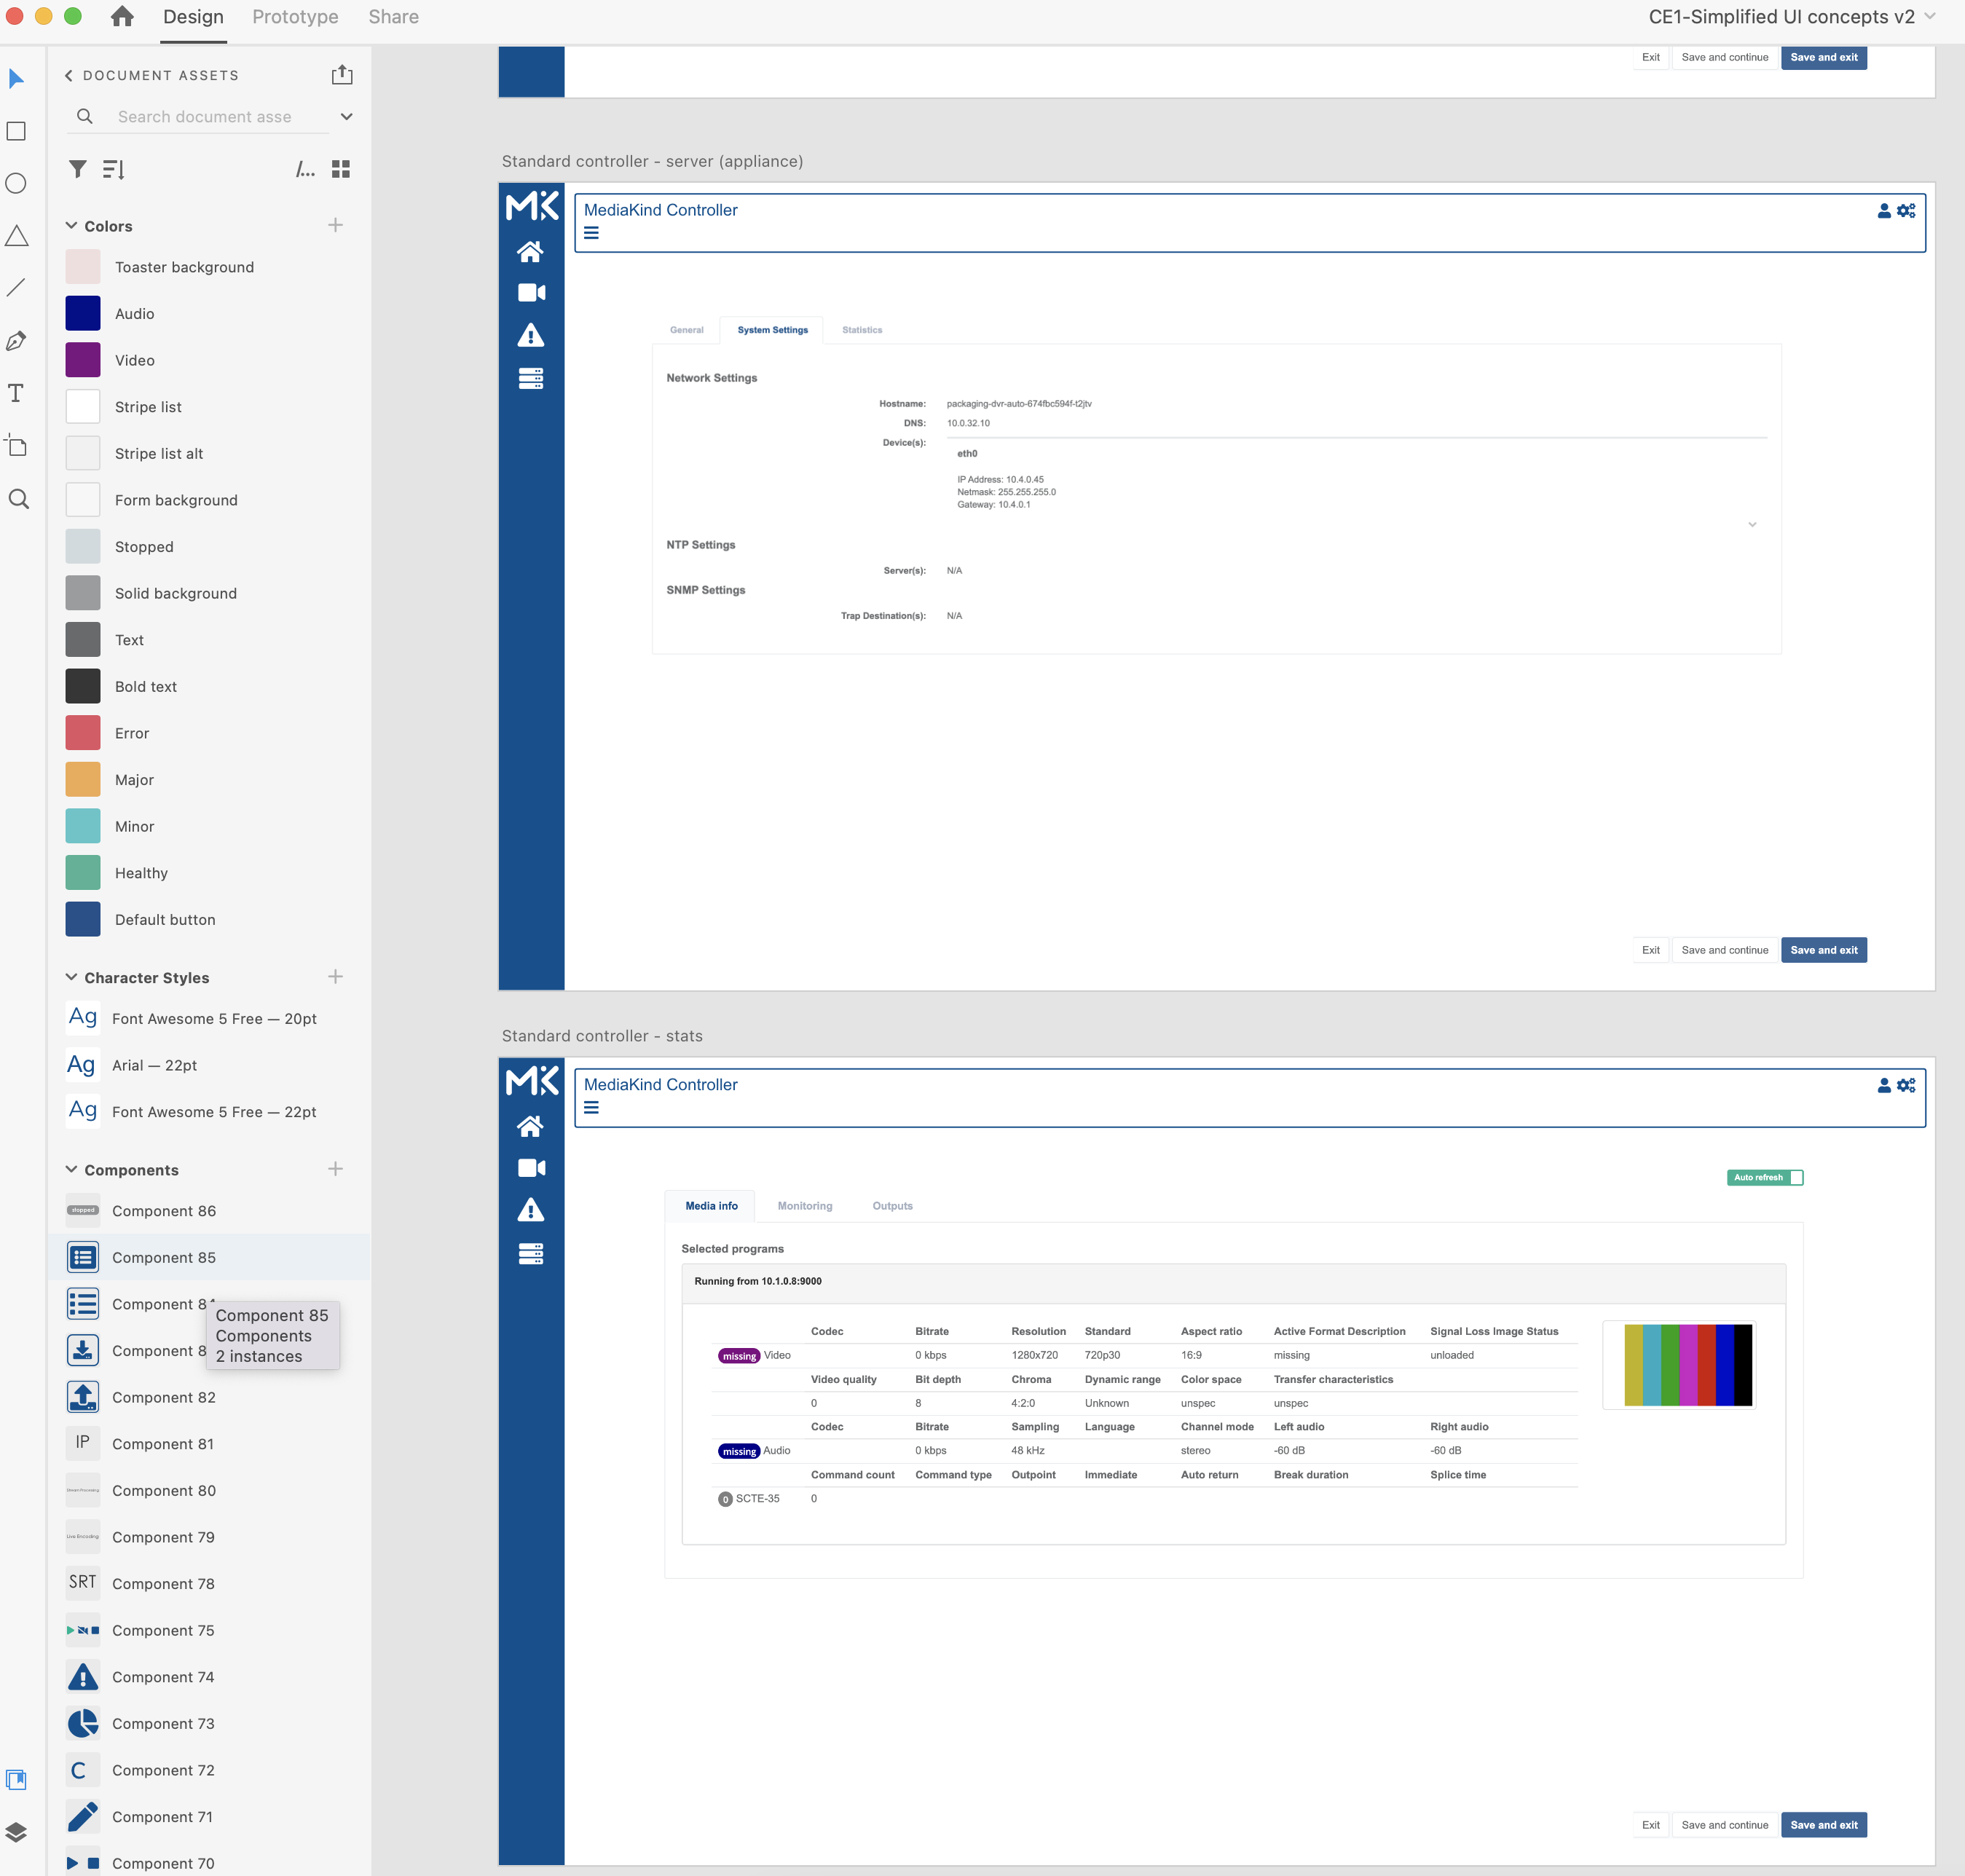 Design
Prototype
Share
CE1-Simplified UI concepts v2
DOCUMENT ASSETS
Search document asse
/...
Colors
Toaster background
Audio
Video
Stripe list
Stripe list alt
Form background
Stopped
Solid background
Text
Bold text
Error
Major
Minor
Healthy
Default button
Character Styles
Ag Font Awesome 5 Free — 20pt
Ag Arial — 22pt
Ag Font Awesome 5 Free — 22pt
Components
stopped Component 86
Component 85
Component 84
Component 8
Component 85
Components
2 instances
Component 82
IP Component 81
Stream Processing Component 80
Live Encoding Component 79
SRT Component 78
Component 75
Component 74
Component 73
C Component 72
Component 71
Component 70
Exit Save and continue Save and exit
Standard controller - server (appliance)
MK
MediaKind Controller
General System Settings Statistics
Network Settings
Hostname: packaging-dvr-auto-674fbc594f-t2jtv
DNS: 10.0.32.10
Device(s):
eth0
IP Address: 10.4.0.45
Netmask: 255.255.255.0
Gateway: 10.4.0.1
NTP Settings
Server(s): N/A
SNMP Settings
Trap Destination(s): N/A
Exit Save and continue Save and exit
Standard controller - stats
MK
MediaKind Controller
Auto refresh
Media info Monitoring Outputs
Selected programs
Running from 10.1.0.8:9000
Codec Bitrate Resolution Standard Aspect ratio Active Format Description Signal Loss Image Status
missing Video 0 kbps 1280x720 720p30 16:9 missing unloaded
Video quality Bit depth Chroma Dynamic range Color space Transfer characteristics
0 8 4:2:0 Unknown unspec unspec
Codec Bitrate Sampling Language Channel mode Left audio Right audio
missing Audio 0 kbps 48 kHz stereo -60 dB -60 dB
Command count Command type Outpoint Immediate Auto return Break duration Splice time
0 SCTE-35 0
Exit Save and continue Save and exit